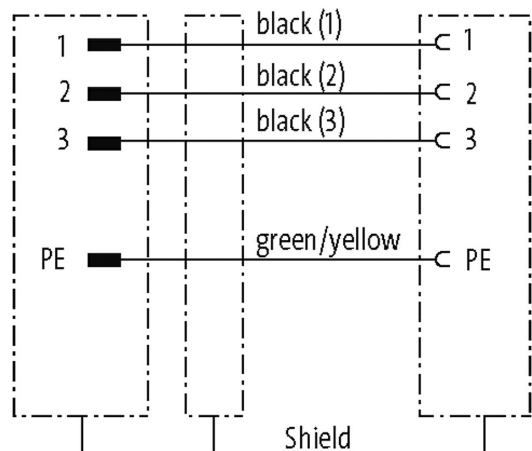 1 black (1) 1
2 black (2) 2
3 black (3) 3
PE green/yellow PE
Shield